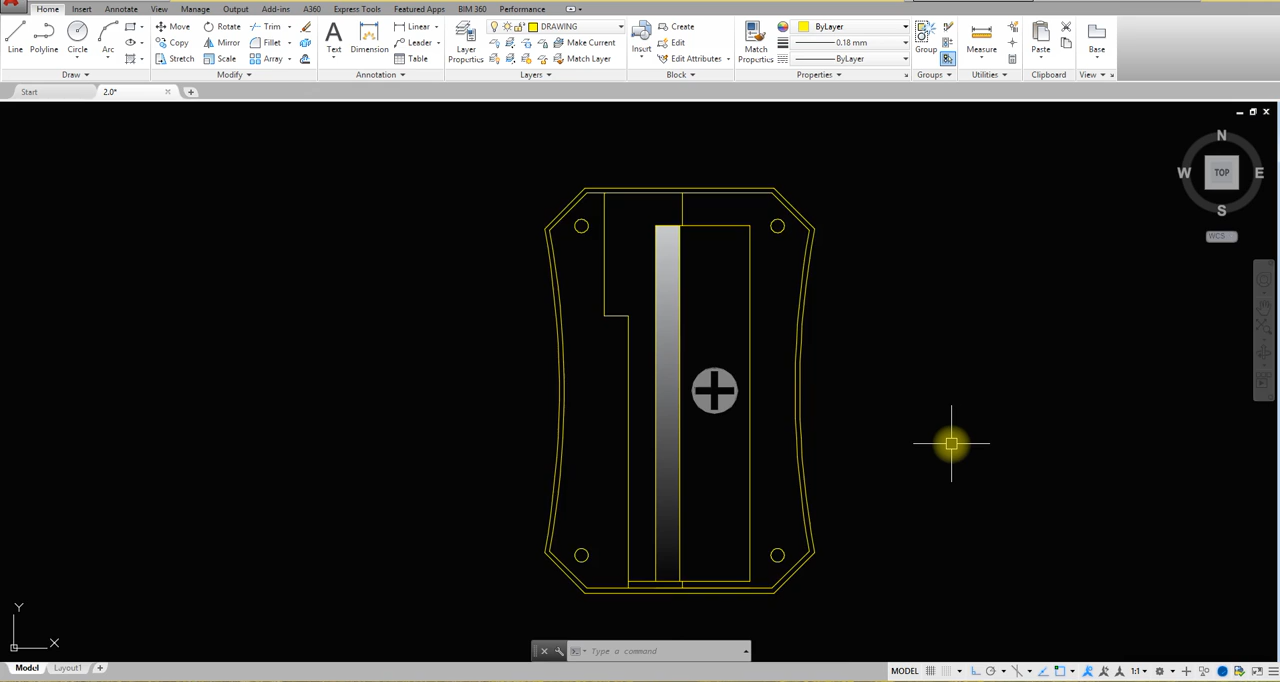 Home Insert Annotate View Manage Output Add-ins A360 Express Tools Featured Apps BIM 360 Performance
Line Polyline Circle Arc
Move Rotate Trim
Copy Mirror Fillet
Stretch Scale Array
Text Dimension
Linear
Leader
Table
Layer Properties
DRAWING
Make Current
Match Layer
Insert
Create
Edit
Edit Attributes
Match Properties
ByLayer
0.18 mm
ByLayer
Group
Measure
Paste
Base
Draw Modify Annotation Layers Block Properties Groups Utilities Clipboard View
Start 2.0*
N
W TOP E
S
WCS
Y
X
Type a command
Model Layout1
MODEL 1:1